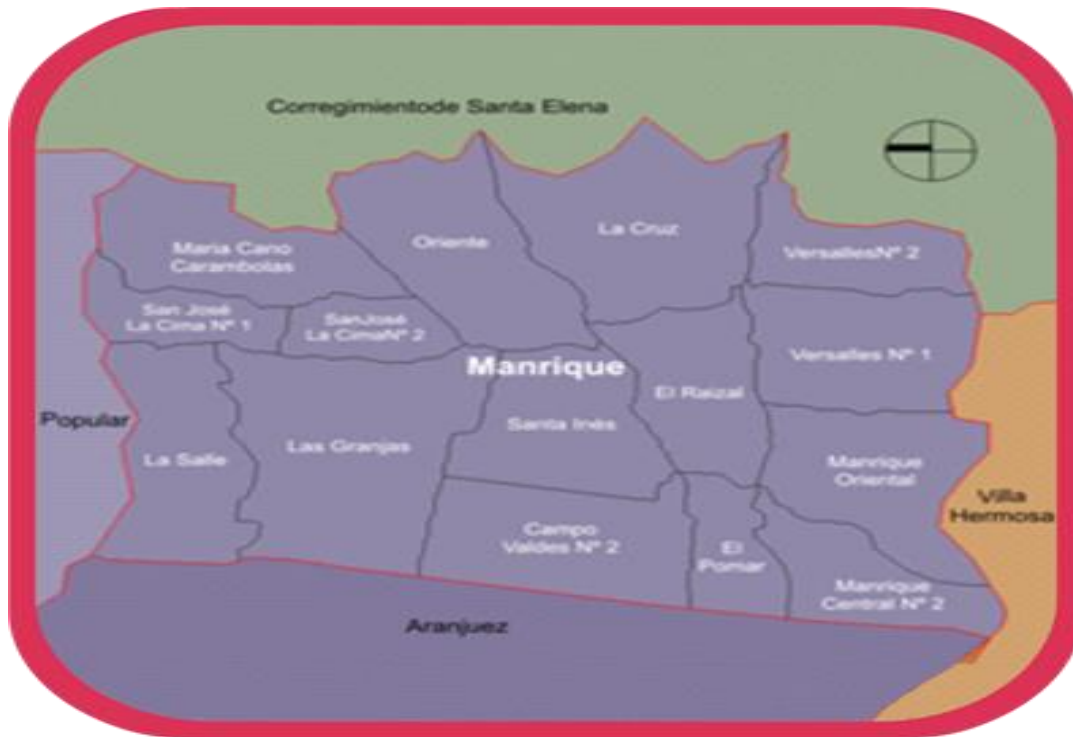 Corregimientode Santa Elena
Oriente
La Cruz
Maria Cano
Carambolas
VersallesNº 2
San José
La Cima Nº 1
SanJosé
La CimaNº 2
Versalles Nº 1
Manrique
El Raizal
Popular
Santa Inés
Las Granjas
La Salle
Manrique
Oriental
Villa
Hermosa
Campo
Valdes Nº 2
El
Pomar
Manrique
Central Nº 2
Aranjuez